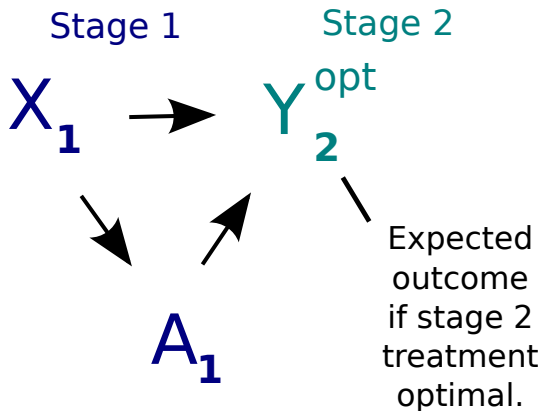 Stage 1
Stage 2
X1
Y2opt
A1
Expected
outcome
if stage 2
treatment
optimal.